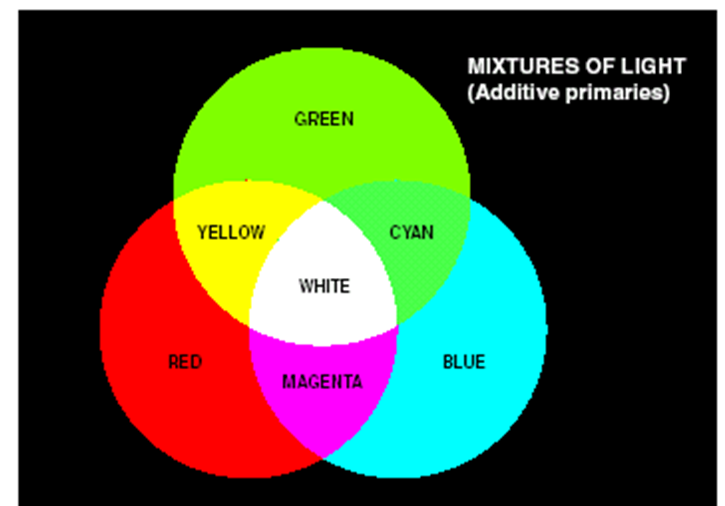 MIXTURES OF LIGHT
(Additive primaries)
GREEN
YELLOW
CYAN
WHITE
RED
BLUE
MAGENTA